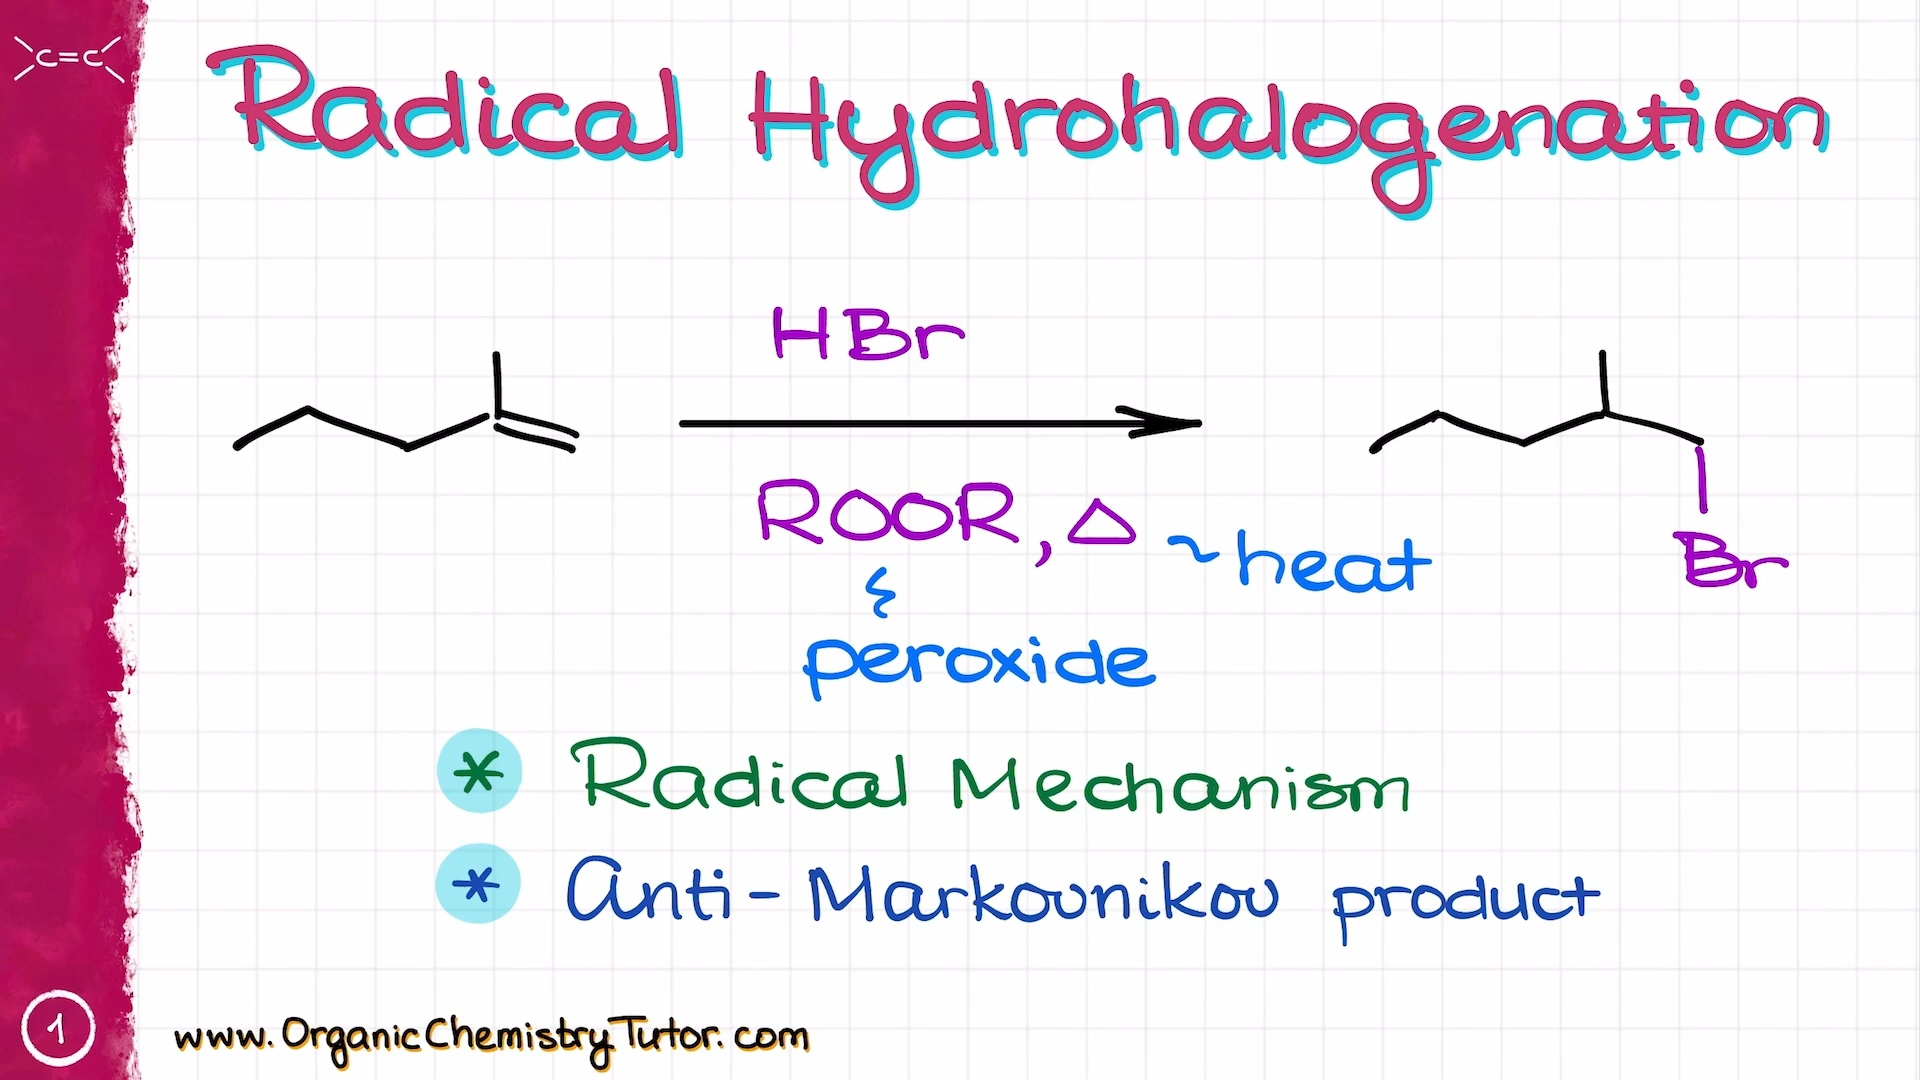 C=C
Radical Hydrohalogenation
HBr
ROOR, Δ ~heat
peroxide
Br
* Radical Mechanism
* Anti-Markovnikov product
1
www.OrganicChemistryTutor.com